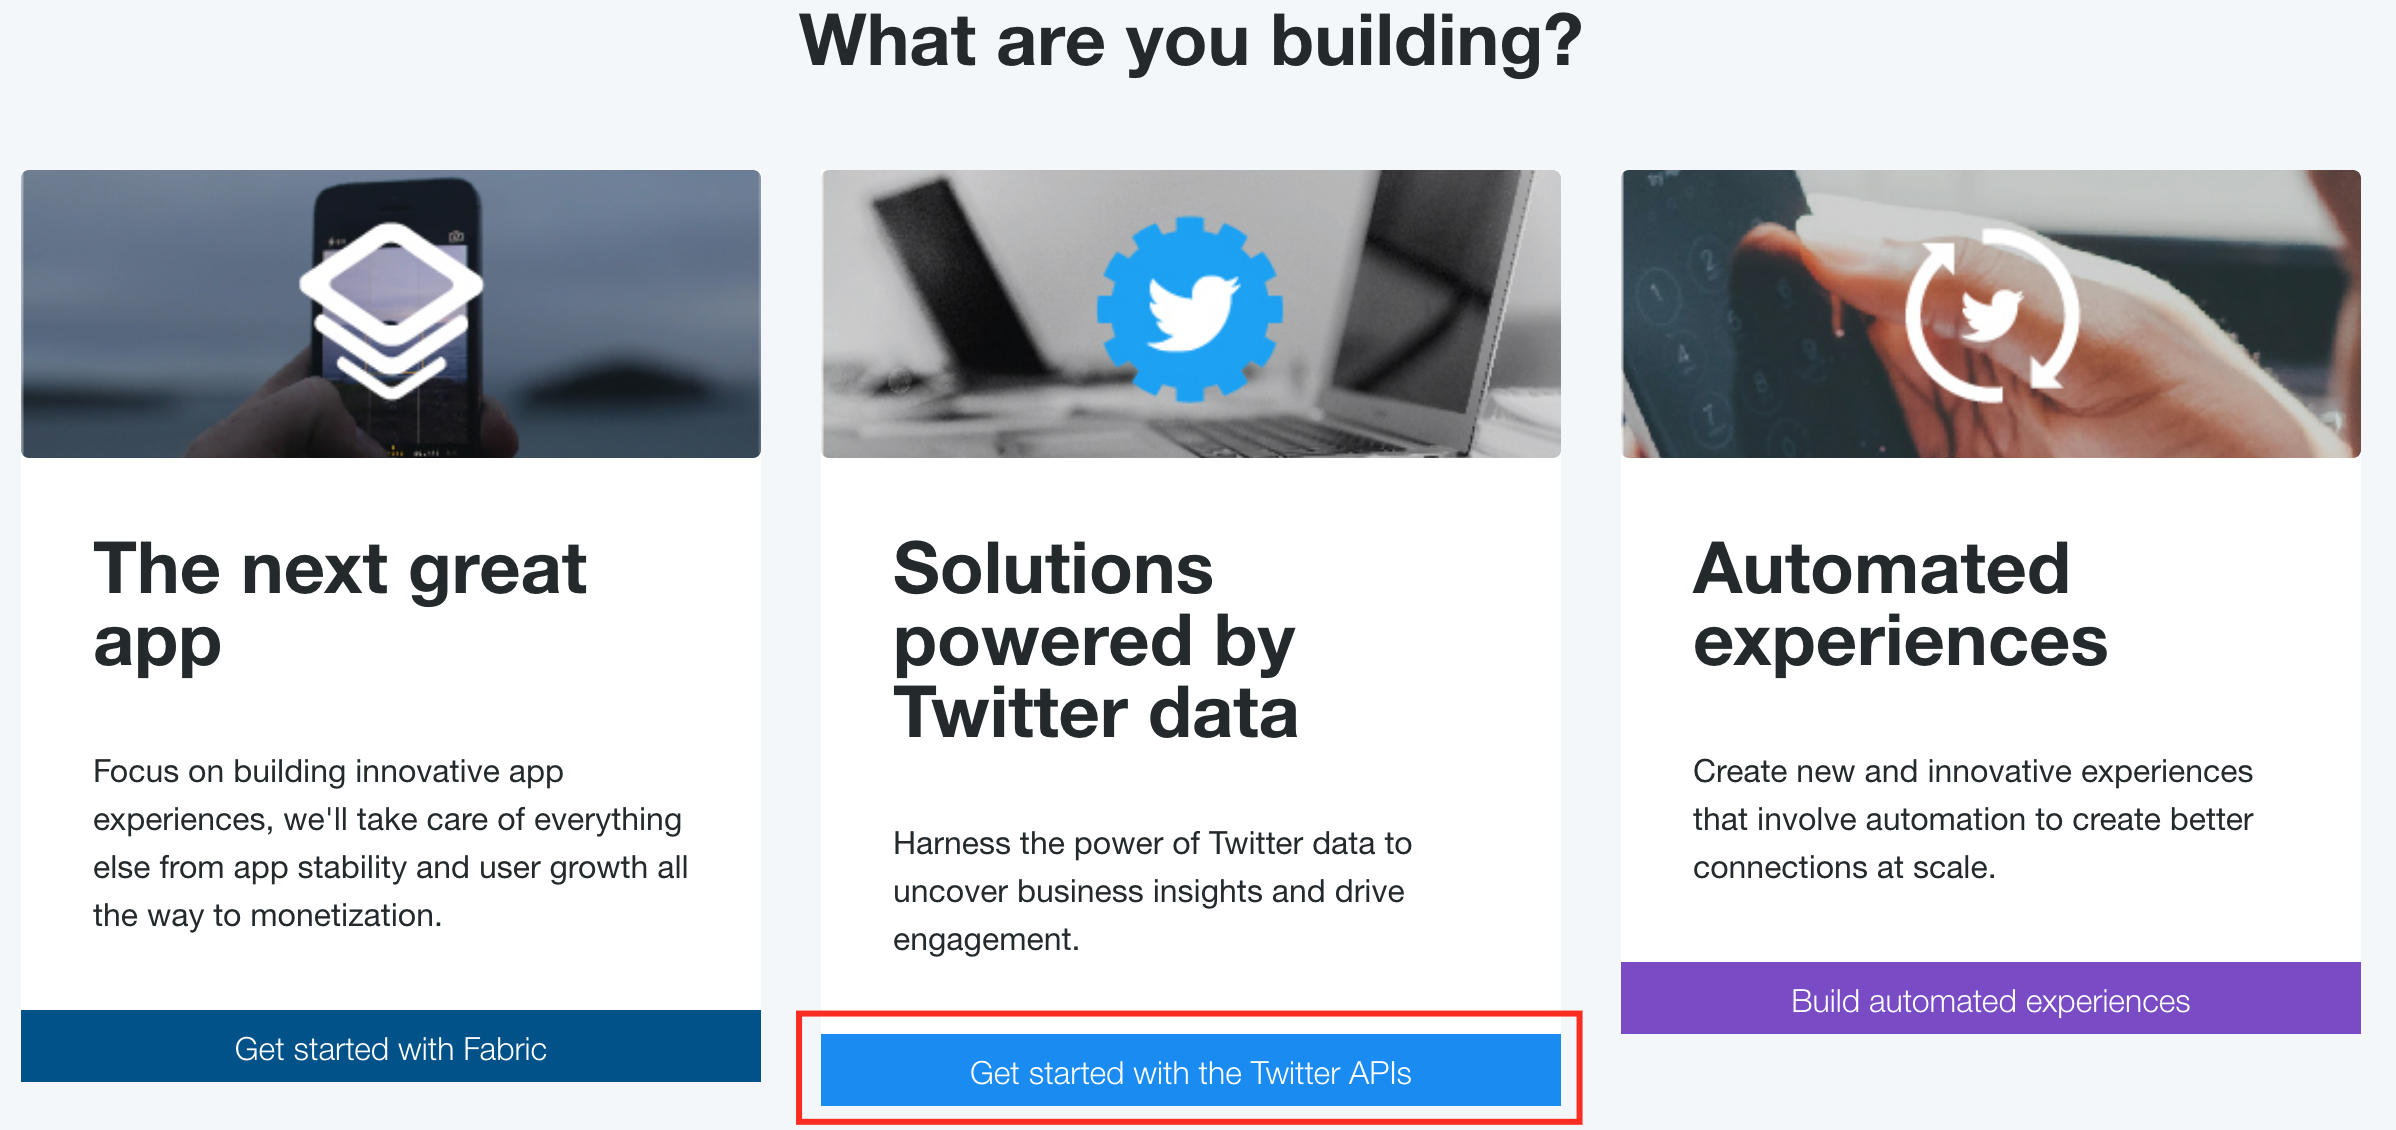 What are you building?
The next great
app
Focus on building innovative app
experiences, we'll take care of everything
else from app stability and user growth all
the way to monetization.
Get started with Fabric
Solutions
powered by
Twitter data
Harness the power of Twitter data to
uncover business insights and drive
engagement.
Get started with the Twitter APIs
Automated
experiences
Create new and innovative experiences
that involve automation to create better
connections at scale.
Build automated experiences